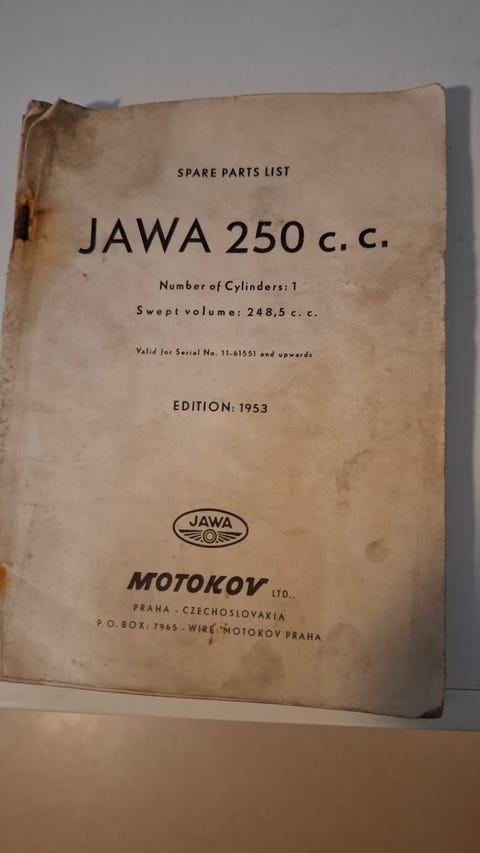 SPARE PARTS LIST
JAWA 250 c. c.
Number of Cylinders: 1
Swept volume: 248,5 c. c.
Valid for Serial No. 11-61551 and upwards
EDITION: 1953
JAWA
MOTOKOV LTD.,
PRAHA - CZECHOSLOVAKIA
P. O. BOX: 7965 - WIRE: MOTOKOV PRAHA